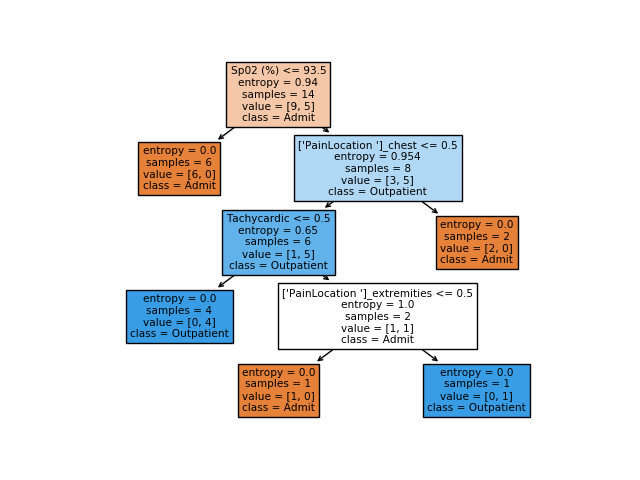 Sp02 (%) <= 93.5
entropy = 0.94
samples = 14
value = [9, 5]
class = Admit
entropy = 0.0
samples = 6
value = [6, 0]
class = Admit
['PainLocation ']_chest <= 0.5
entropy = 0.954
samples = 8
value = [3, 5]
class = Outpatient
Tachycardic <= 0.5
entropy = 0.65
samples = 6
value = [1, 5]
class = Outpatient
entropy = 0.0
samples = 2
value = [2, 0]
class = Admit
entropy = 0.0
samples = 4
value = [0, 4]
class = Outpatient
['PainLocation ']_extremities <= 0.5
entropy = 1.0
samples = 2
value = [1, 1]
class = Admit
entropy = 0.0
samples = 1
value = [1, 0]
class = Admit
entropy = 0.0
samples = 1
value = [0, 1]
class = Outpatient